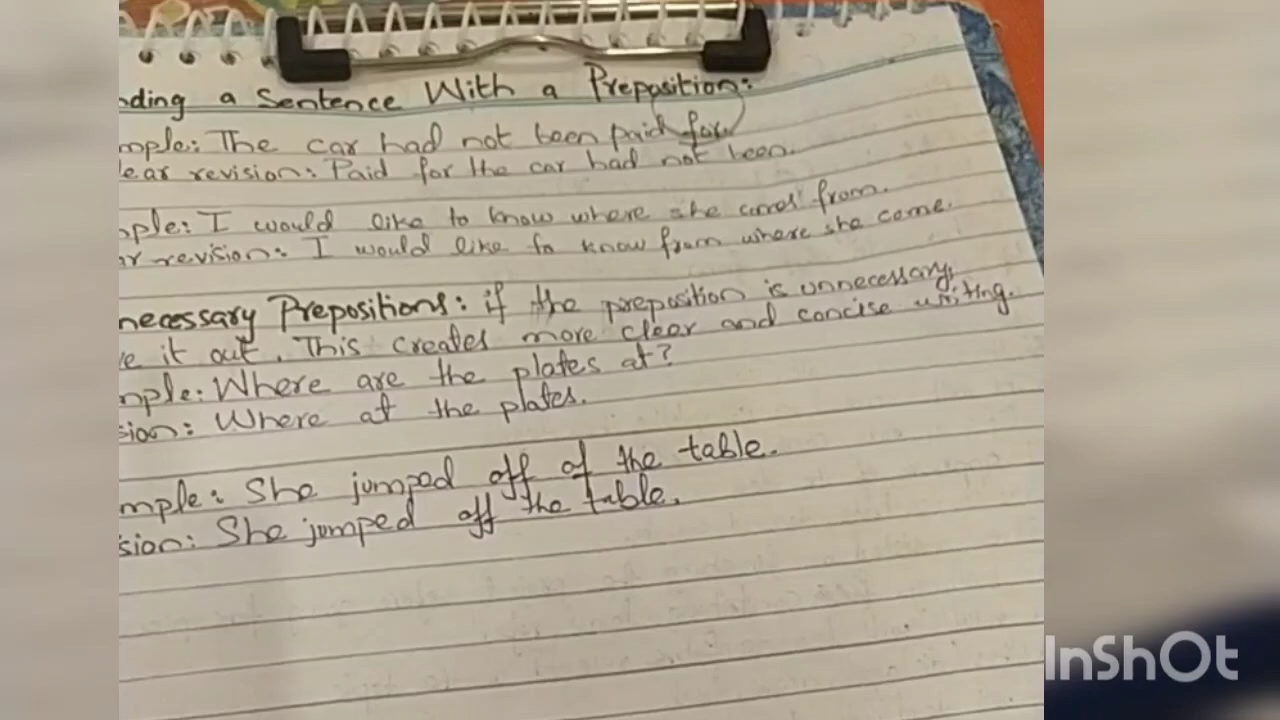 nding a Sentence With a Preposition:
mple: The car had not been paid for
ear revision: Paid for the car had not been.
ple: I would like to know where she comes from.
r revision: I would like to know from where she come.
necessary Prepositions: if the preposition is unnecessary,
e it out. This creates more clear and concise writing.
mple: Where are the plates at?
sion: Where at the plates.
mple: She jumped off of the table.
sion: She jumped off the table.
InShOt